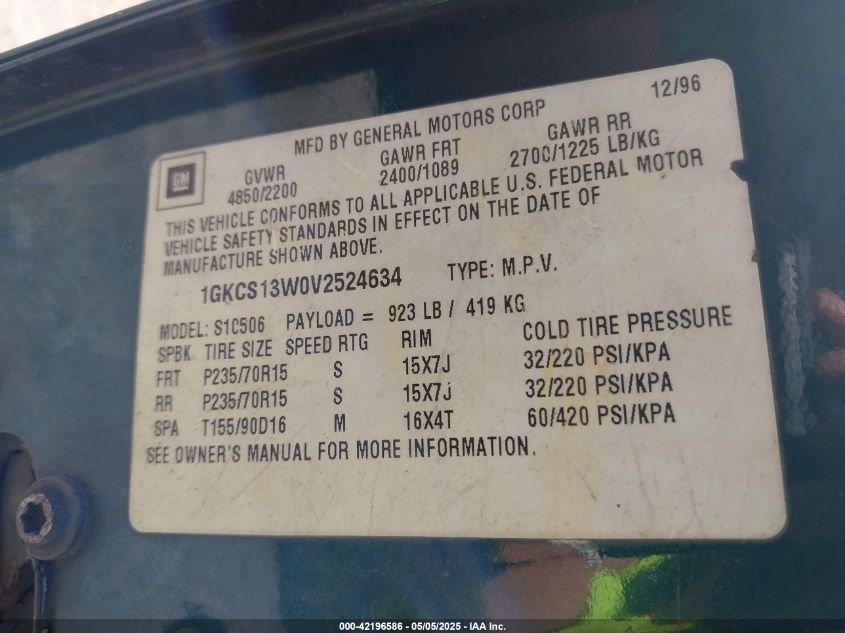 12/96
MFD BY GENERAL MOTORS CORP
GM
GVWR GAWR FRT GAWR RR
4850/2200 2400/1089 2700/1225 LB/KG
THIS VEHICLE CONFORMS TO ALL APPLICABLE U.S. FEDERAL MOTOR
VEHICLE SAFETY STANDARDS IN EFFECT ON THE DATE OF
MANUFACTURE SHOWN ABOVE.
1GKCS13W0V2524634 TYPE: M.P.V.
MODEL: S10506 PAYLOAD = 923 LB / 419 KG
SPBK TIRE SIZE SPEED RTG RIM COLD TIRE PRESSURE
FRT P235/70R15 S 15X7J 32/220 PSI/KPA
RR P235/70R15 S 15X7J 32/220 PSI/KPA
SPA T155/90D16 M 16X4T 60/420 PSI/KPA
SEE OWNER'S MANUAL FOR MORE INFORMATION.
000-42196586 - 05/05/2025 - IAA Inc.